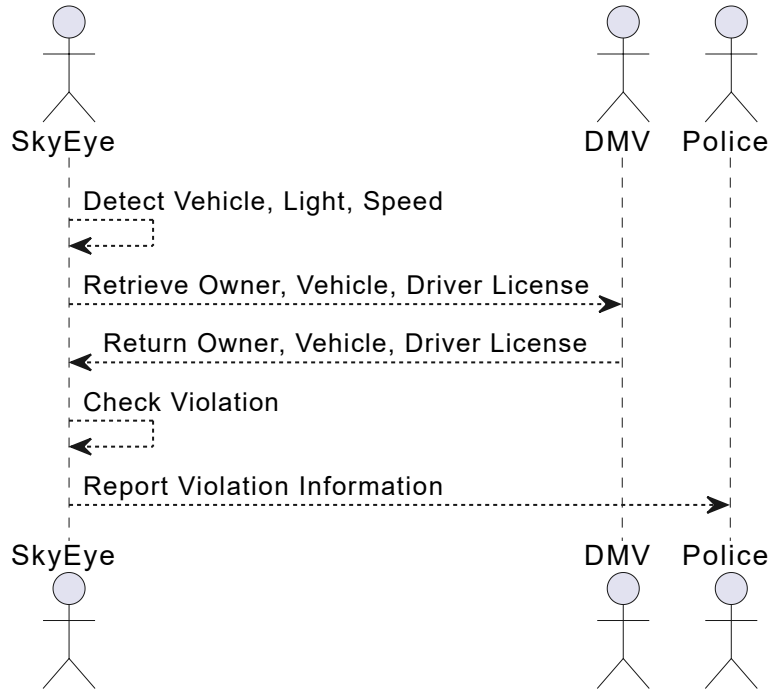 SkyEye
DMV
Police
Detect Vehicle, Light, Speed
Retrieve Owner, Vehicle, Driver License
Return Owner, Vehicle, Driver License
Check Violation
Report Violation Information
SkyEye
DMV
Police